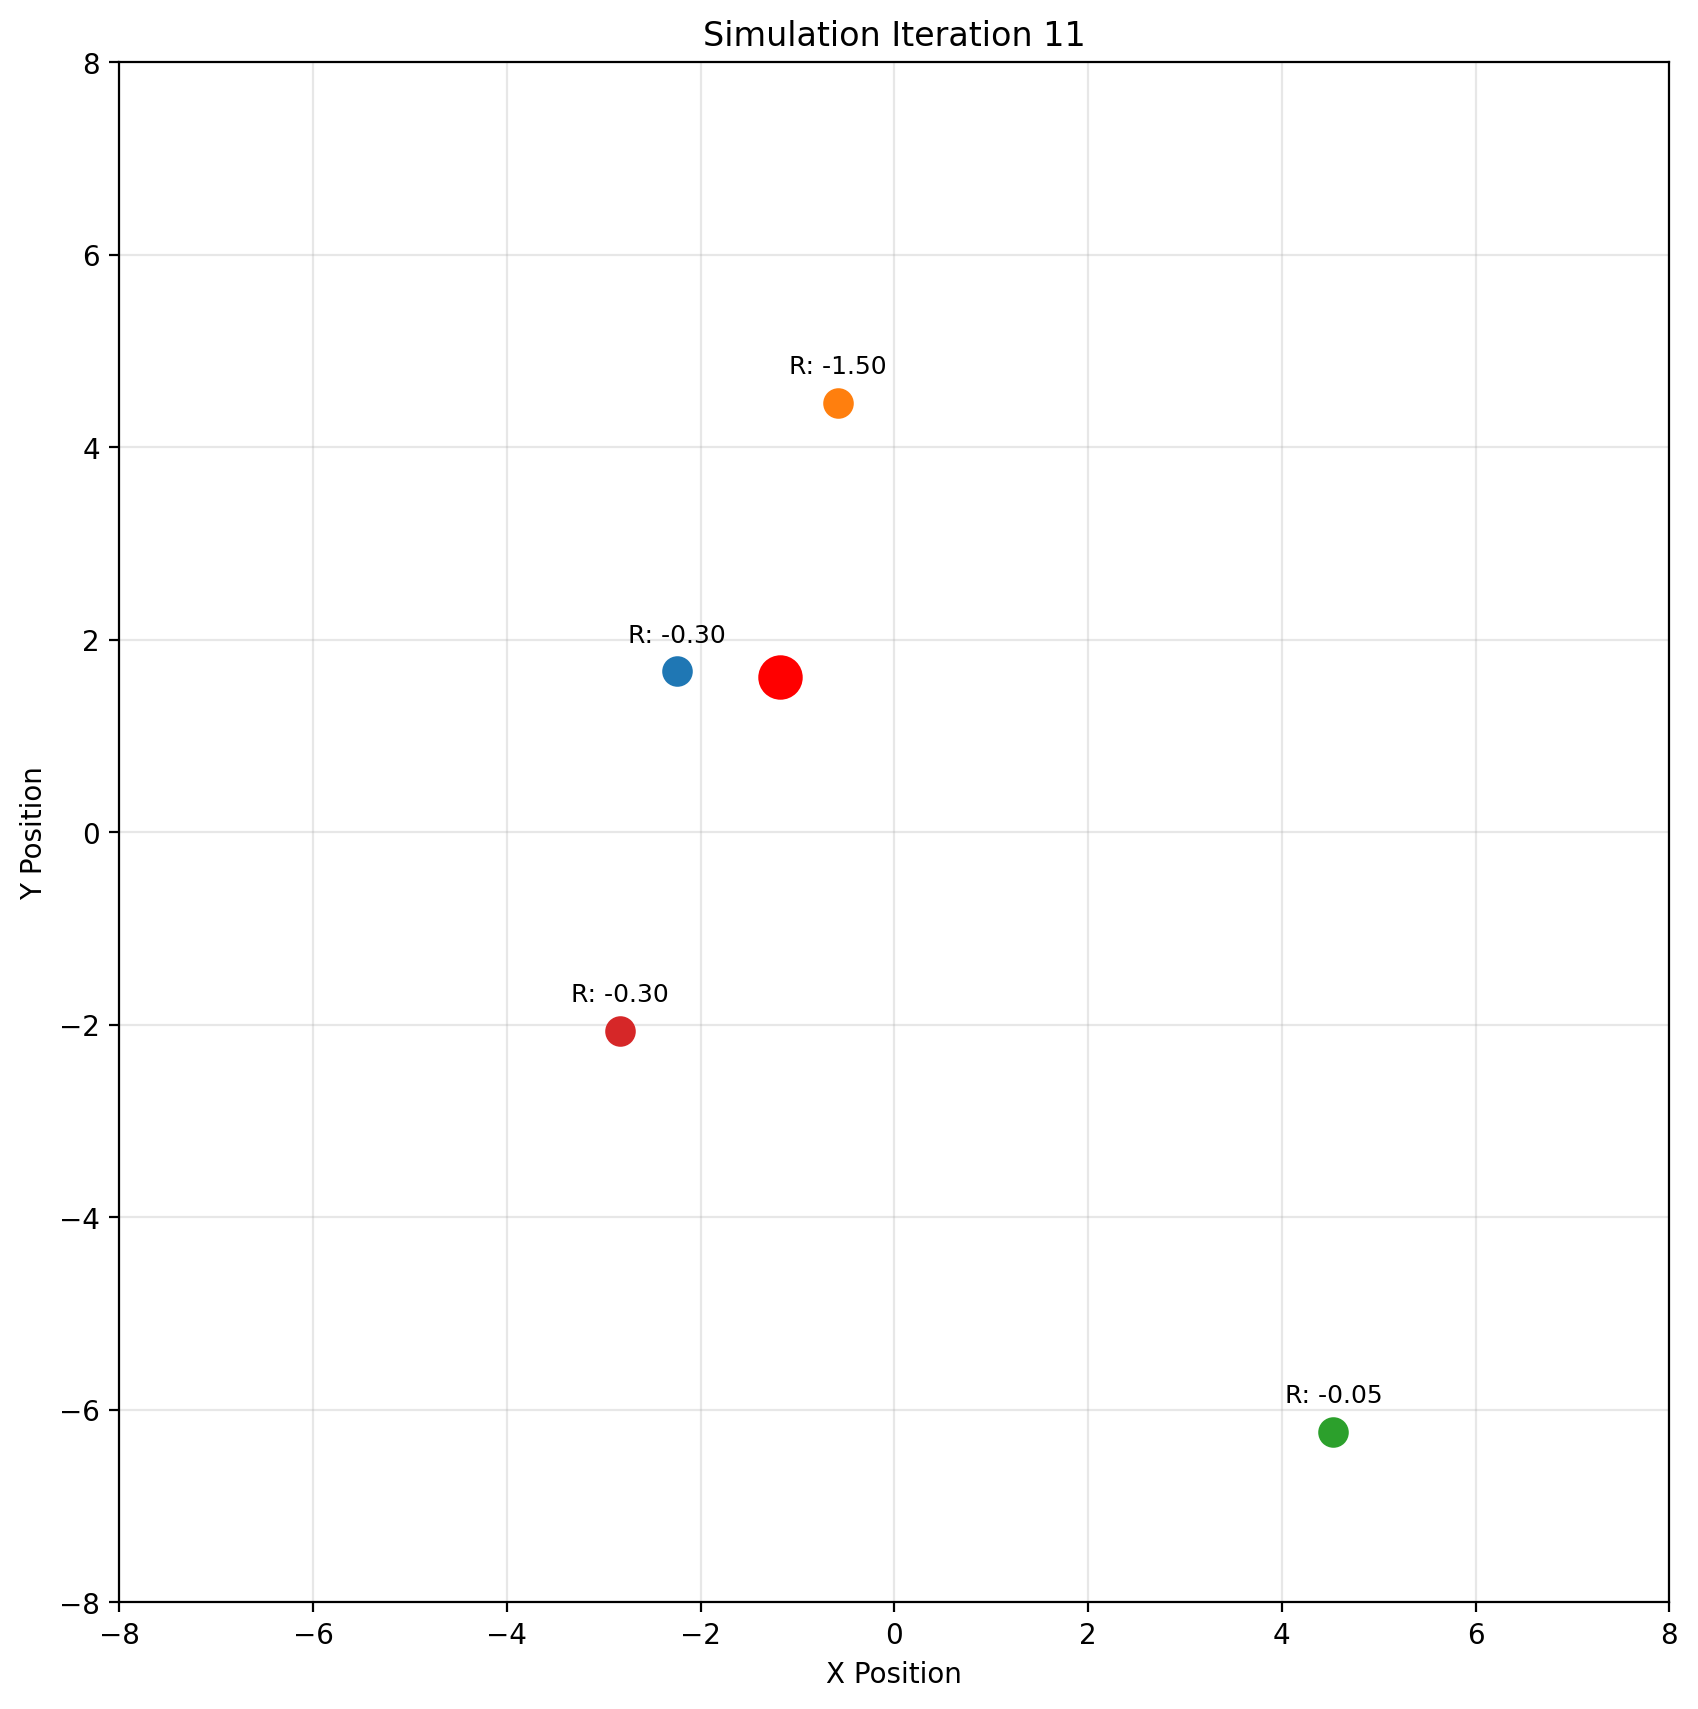 Simulation Iteration 11
8
6
4
2
0
−2
−4
−6
−8
Y Position
R: -1.50
R: -0.30
R: -0.30
R: -0.05
−8
−6
−4
−2
0
2
4
6
8
X Position